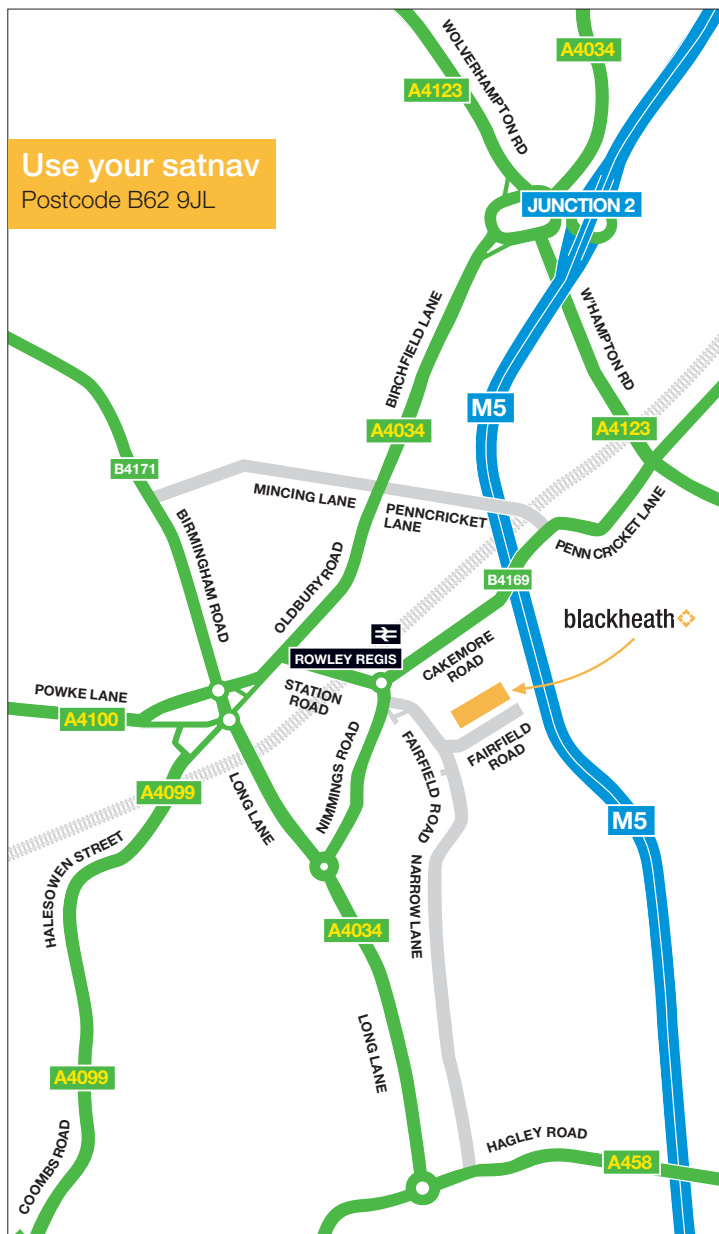 WOLVERHAMPTON RD
A4034
A4123
Use your satnav
Postcode B62 9JL
JUNCTION 2
BIRCHFIELD LANE
W'HAMPTON RD
M5
A4034
A4123
B4171
MINCING LANE
PENNCRICKET
LANE
PENN CRICKET LANE
BIRMINGHAM ROAD
OLDBURY ROAD
B4169
blackheath
ROWLEY REGIS
CAKEMORE
ROAD
STATION
ROAD
POWKE LANE
A4100
FAIRFIELD
ROAD
FAIRFIELD ROAD
NIMMINGS ROAD
A4099
LONG LANE
M5
HALESOWEN STREET
NARROW LANE
A4034
LONG LANE
A4099
HAGLEY ROAD
A458
COOMBS ROAD